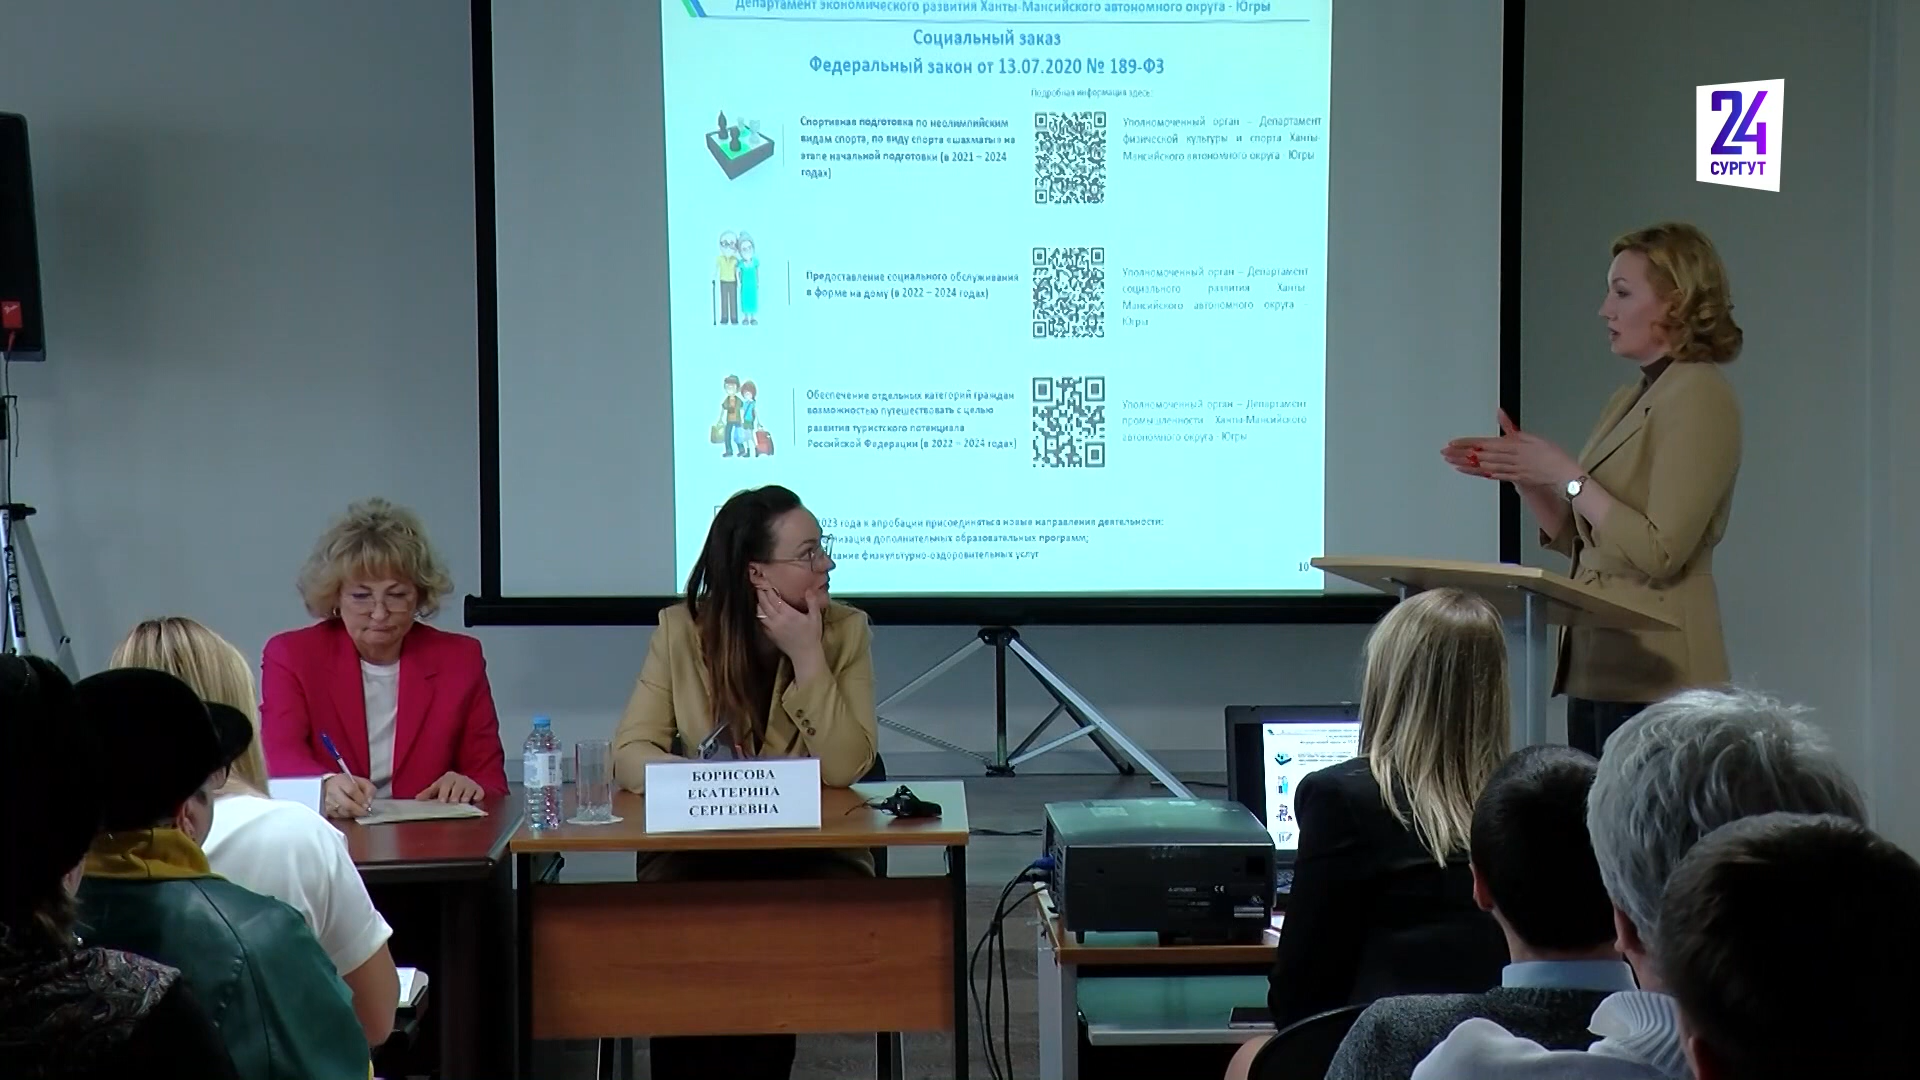 Департамент экономического развития Ханты-Мансийского автономного округа - Югры
Социальный заказ
Федеральный закон от 13.07.2020 № 189-ФЗ
Подробная информация здесь:
Спортивная подготовка по неолимпийским
видам спорта, по виду спорта «шахматы» на
этапе начальной подготовки (в 2021 – 2024
годах)
Уполномоченный орган – Департамент
физической культуры и спорта Ханты-
Мансийского автономного округа - Югры
Предоставление социального обслуживания
в форме на дому (в 2022 – 2024 годах)
Уполномоченный орган – Департамент
социального развития Ханты-
Мансийского автономного округа -
Югры
Обеспечение отдельных категорий граждан
возможностью путешествовать с целью
развития туристского потенциала
Российской Федерации (в 2022 – 2024 годах)
Уполномоченный орган – Департамент
промышленности Ханты-Мансийского
автономного округа - Югры
2023 года к апробации присоединяться новые направления деятельности:
дополнительных образовательных программ;
физкультурно-оздоровительных услуг
10
24
СУРГУТ
БОРИСОВА
ЕКАТЕРИНА
СЕРГЕЕВНА